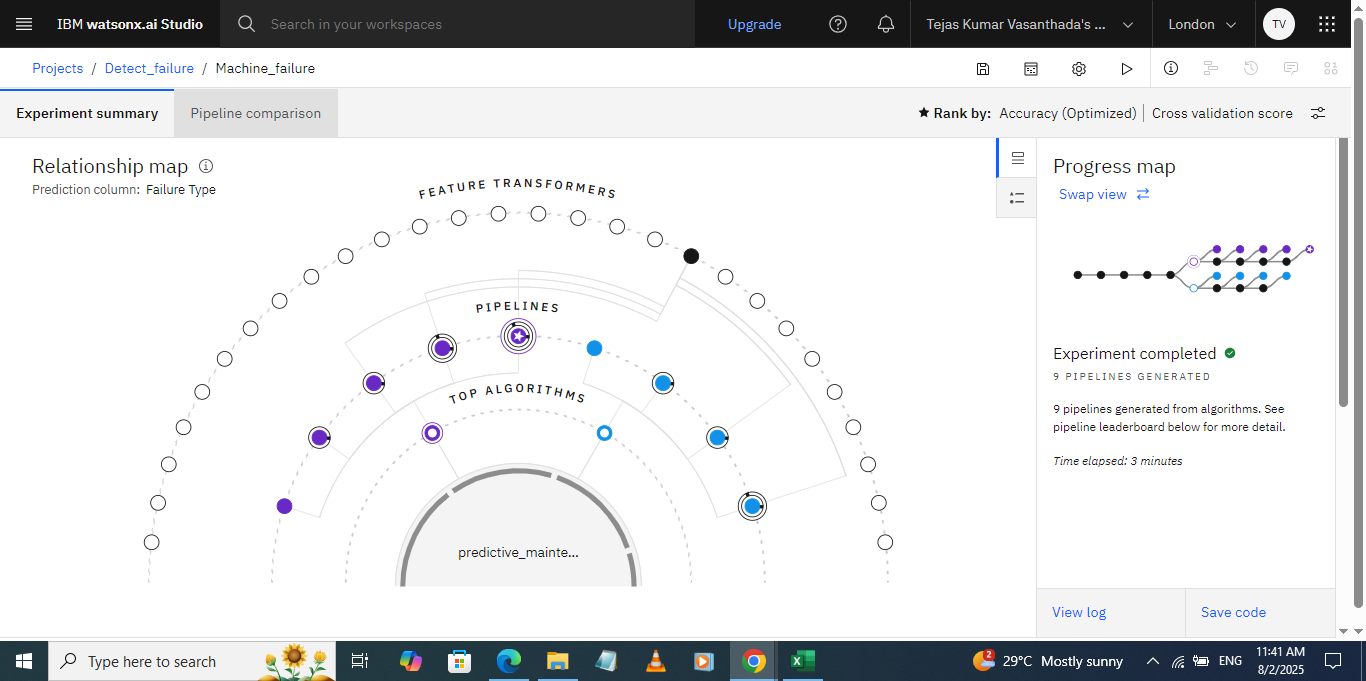 IBM watsonx.ai Studio
Search in your workspaces
Upgrade
Tejas Kumar Vasanthada's ...
London
TV
Projects / Detect_failure / Machine_failure
Experiment summary
Pipeline comparison
Rank by: Accuracy (Optimized) | Cross validation score
Relationship map
Prediction column: Failure Type
FEATURE TRANSFORMERS
PIPELINES
TOP ALGORITHMS
predictive_mainte...
Progress map
Swap view
Experiment completed
9 PIPELINES GENERATED
9 pipelines generated from algorithms. See
pipeline leaderboard below for more detail.
Time elapsed: 3 minutes
View log
Save code
Type here to search
2
29°C Mostly sunny
ENG
11:41 AM
8/2/2025